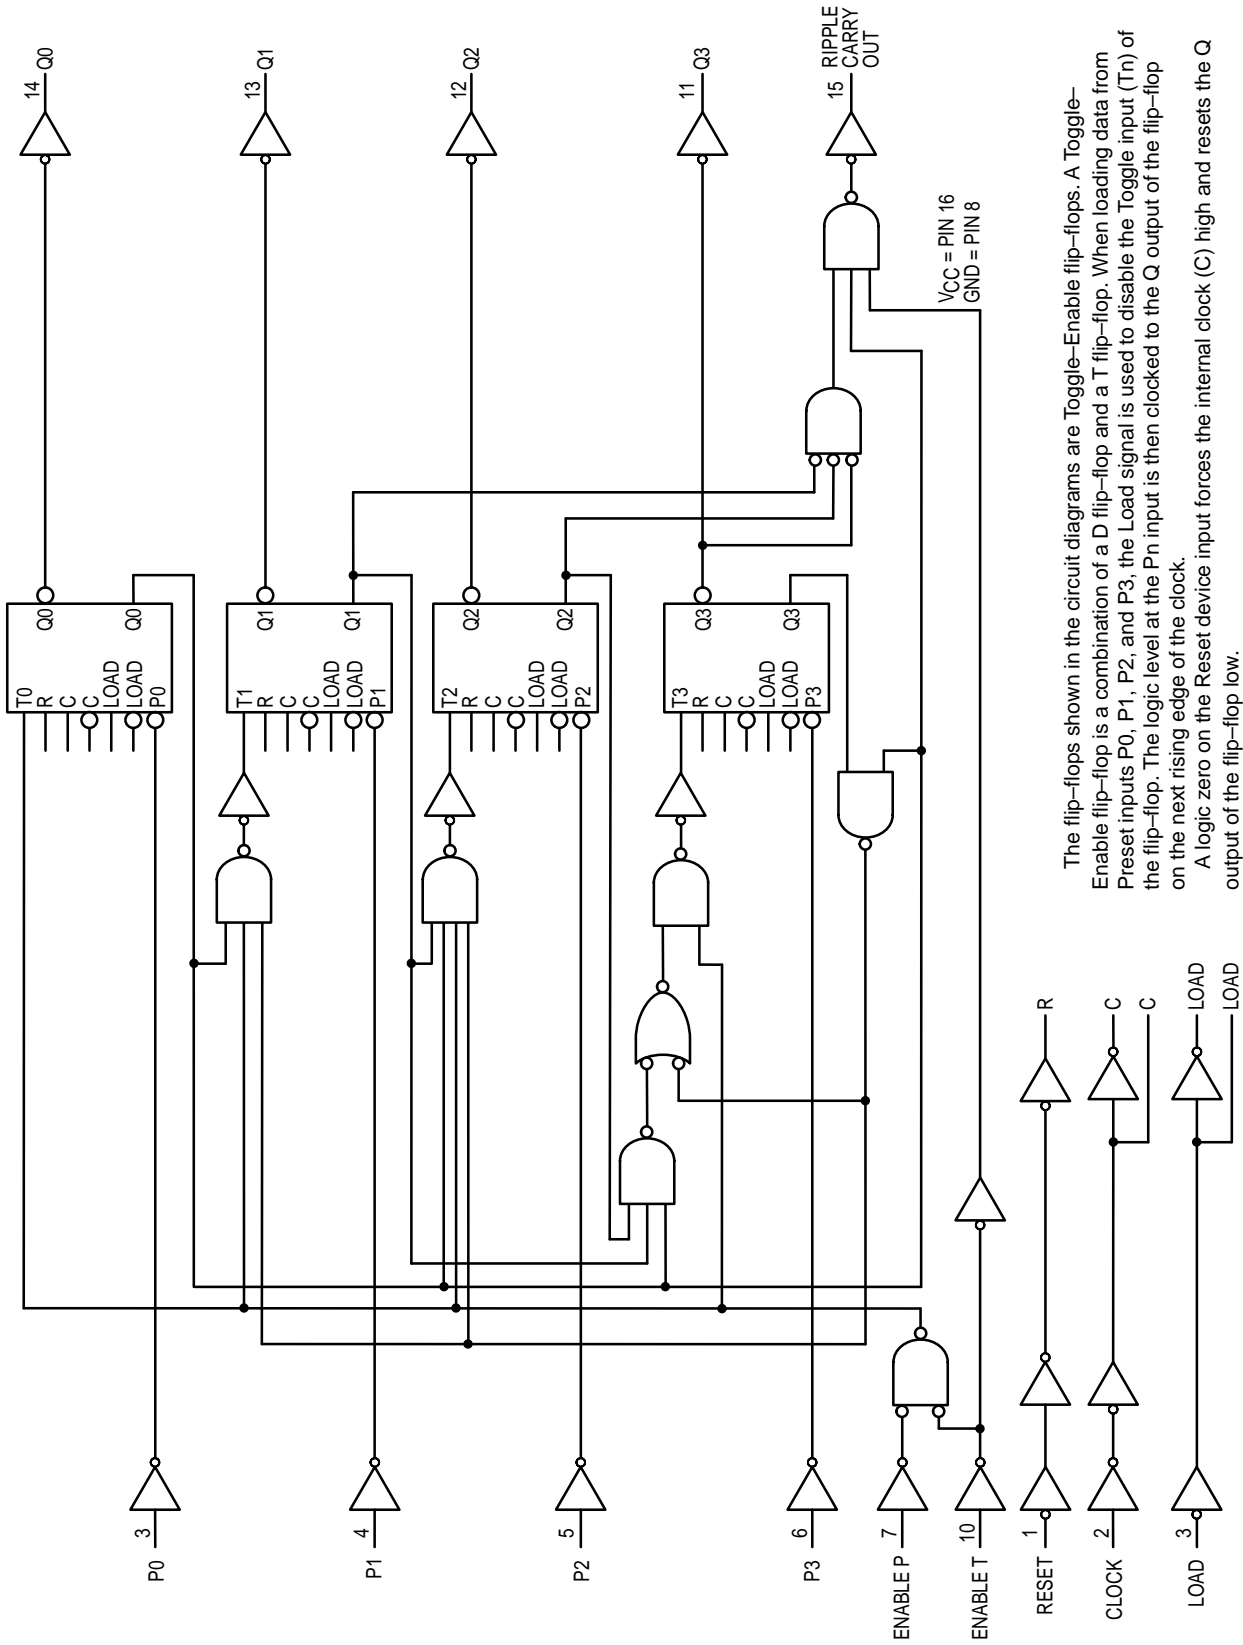 P0
3
T0
R
C
C
LOAD
LOAD
P0
Q0
Q0
14
Q0
P1
4
T1
R
C
C
LOAD
LOAD
P1
Q1
Q1
13
Q1
P2
5
T2
R
C
C
LOAD
LOAD
P2
Q2
Q2
12
Q2
P3
6
T3
R
C
C
LOAD
LOAD
P3
Q3
Q3
11
Q3
RIPPLE
CARRY
OUT
15
ENABLE P
7
ENABLE T
10
VCC = PIN 16
GND = PIN 8
RESET
1
R
CLOCK
2
C
C
LOAD
3
LOAD
LOAD
The flip–flops shown in the circuit diagrams are Toggle–Enable flip–flops. A Toggle–
Enable flip–flop is a combination of a D flip–flop and a T flip–flop. When loading data from
Preset inputs P0, P1, P2, and P3, the Load signal is used to disable the Toggle input (Tn) of
the flip–flop. The logic level at the Pn input is then clocked to the Q output of the flip–flop
on the next rising edge of the clock.
A logic zero on the Reset device input forces the internal clock (C) high and resets the Q
output of the flip–flop low.